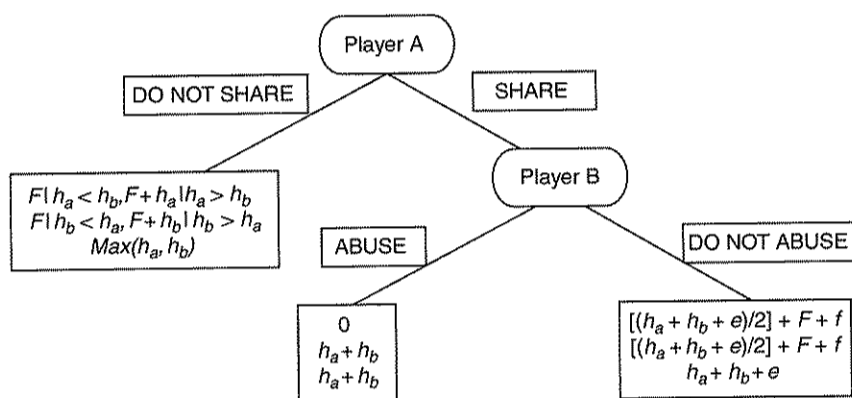 Player A
DO NOT SHARE
SHARE
F| h_a < h_b, F + h_a| h_a > h_b
F| h_b < h_a, F + h_b| h_b > h_a
Max(h_a, h_b)
Player B
ABUSE
DO NOT ABUSE
0
h_a + h_b
h_a + h_b
[(h_a + h_b + e)/2] + F + f
[(h_a + h_b + e)/2] + F + f
h_a + h_b + e